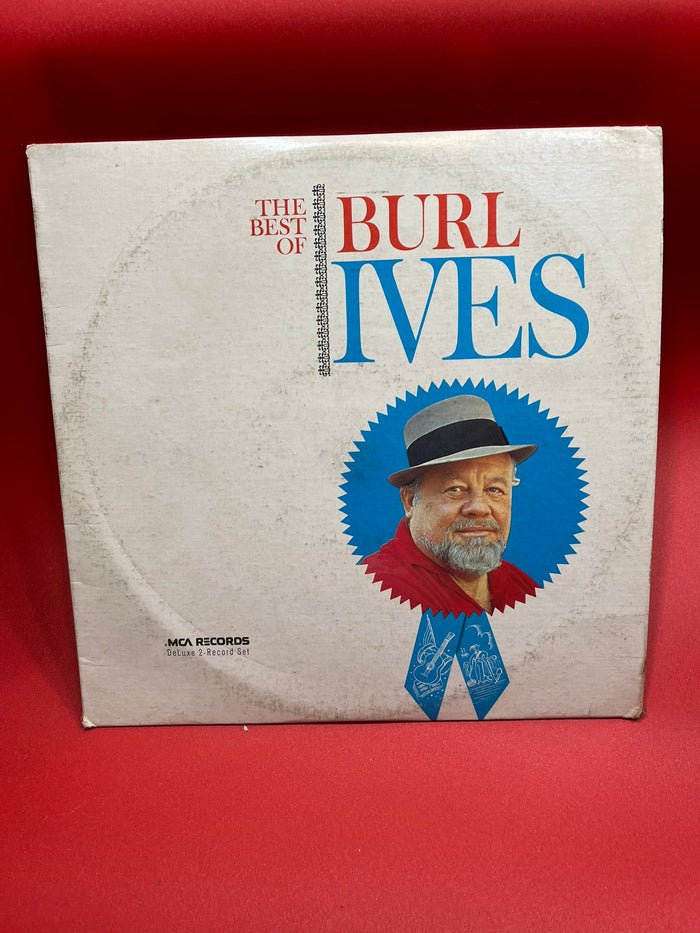 THE
BEST
OF
BURL
IVES
.MCA RECORDS
DeLuxe 2-Record Set